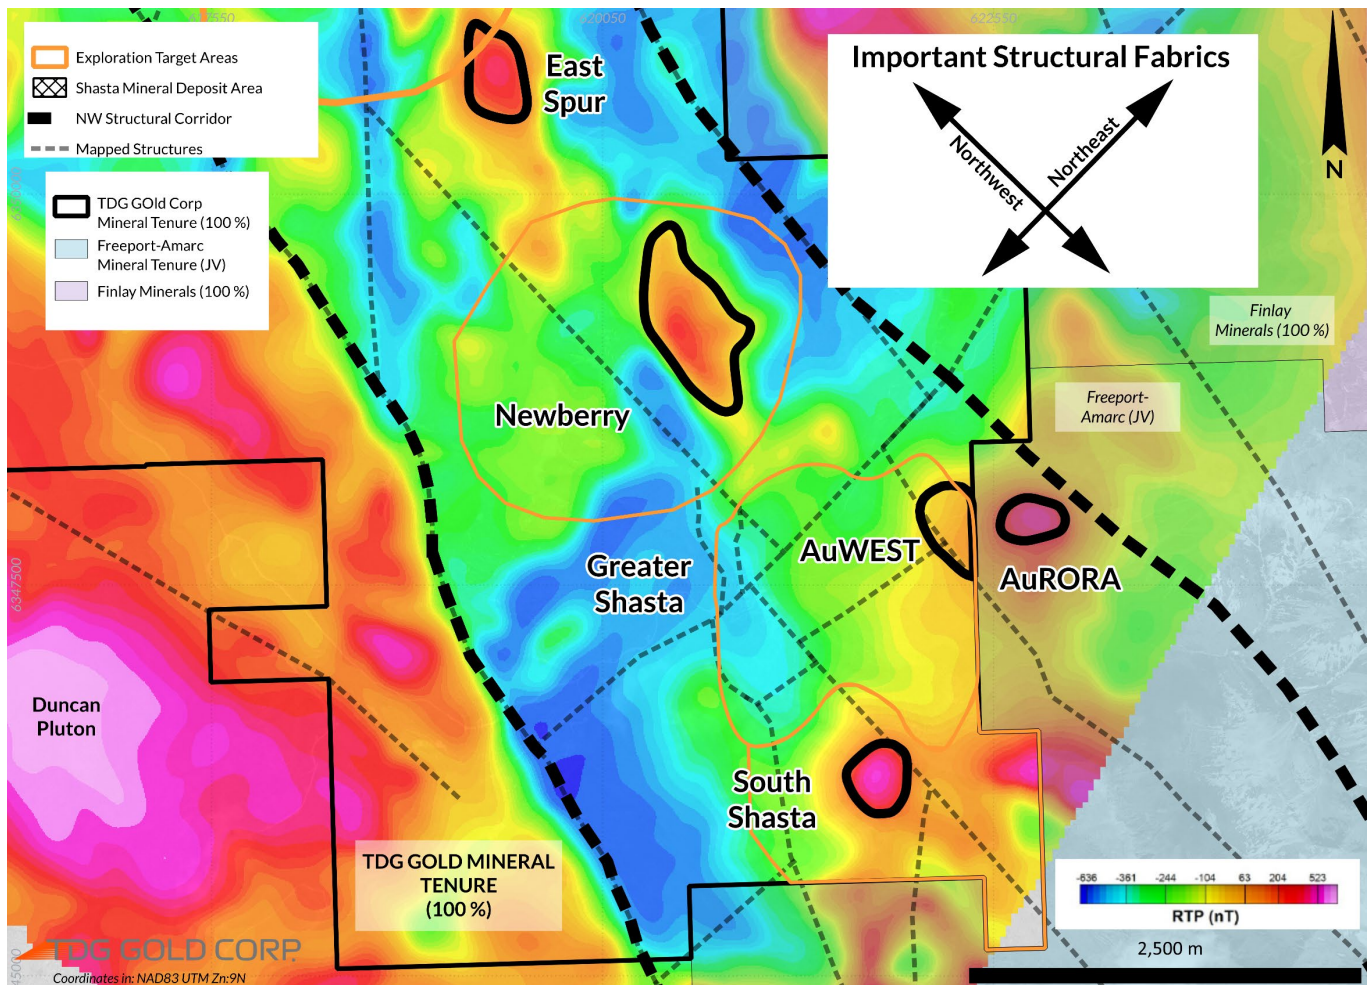 620050
622550
Exploration Target Areas
Shasta Mineral Deposit Area
NW Structural Corridor
Mapped Structures
TDG GOld Corp
Mineral Tenure (100 %)
Freeport-Amarc
Mineral Tenure (JV)
Finlay Minerals (100 %)
East
Spur
Important Structural Fabrics
Northwest
Northeast
N
Finlay
Minerals (100 %)
Freeport-
Amarc (JV)
Newberry
AuWEST
AuRORA
Greater
Shasta
6347500
Duncan
Pluton
South
Shasta
TDG GOLD MINERAL
TENURE
(100 %)
-636 -361 -244 -104 63 204 523
RTP (nT)
2,500 m
TDG GOLD CORP.
Coordinates in: NAD83 UTM Zn:9N